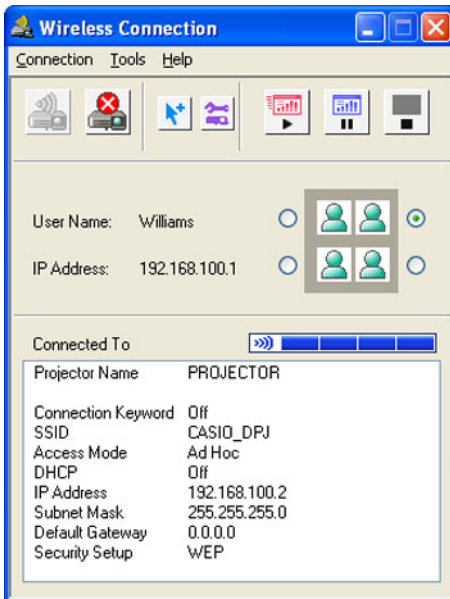 Wireless Connection
Connection Tools Help
User Name: Williams
IP Address: 192.168.100.1
Connected To
Projector Name PROJECTOR
Connection Keyword Off
SSID CASIO_DPJ
Access Mode Ad Hoc
DHCP Off
IP Address 192.168.100.2
Subnet Mask 255.255.255.0
Default Gateway 0.0.0.0
Security Setup WEP